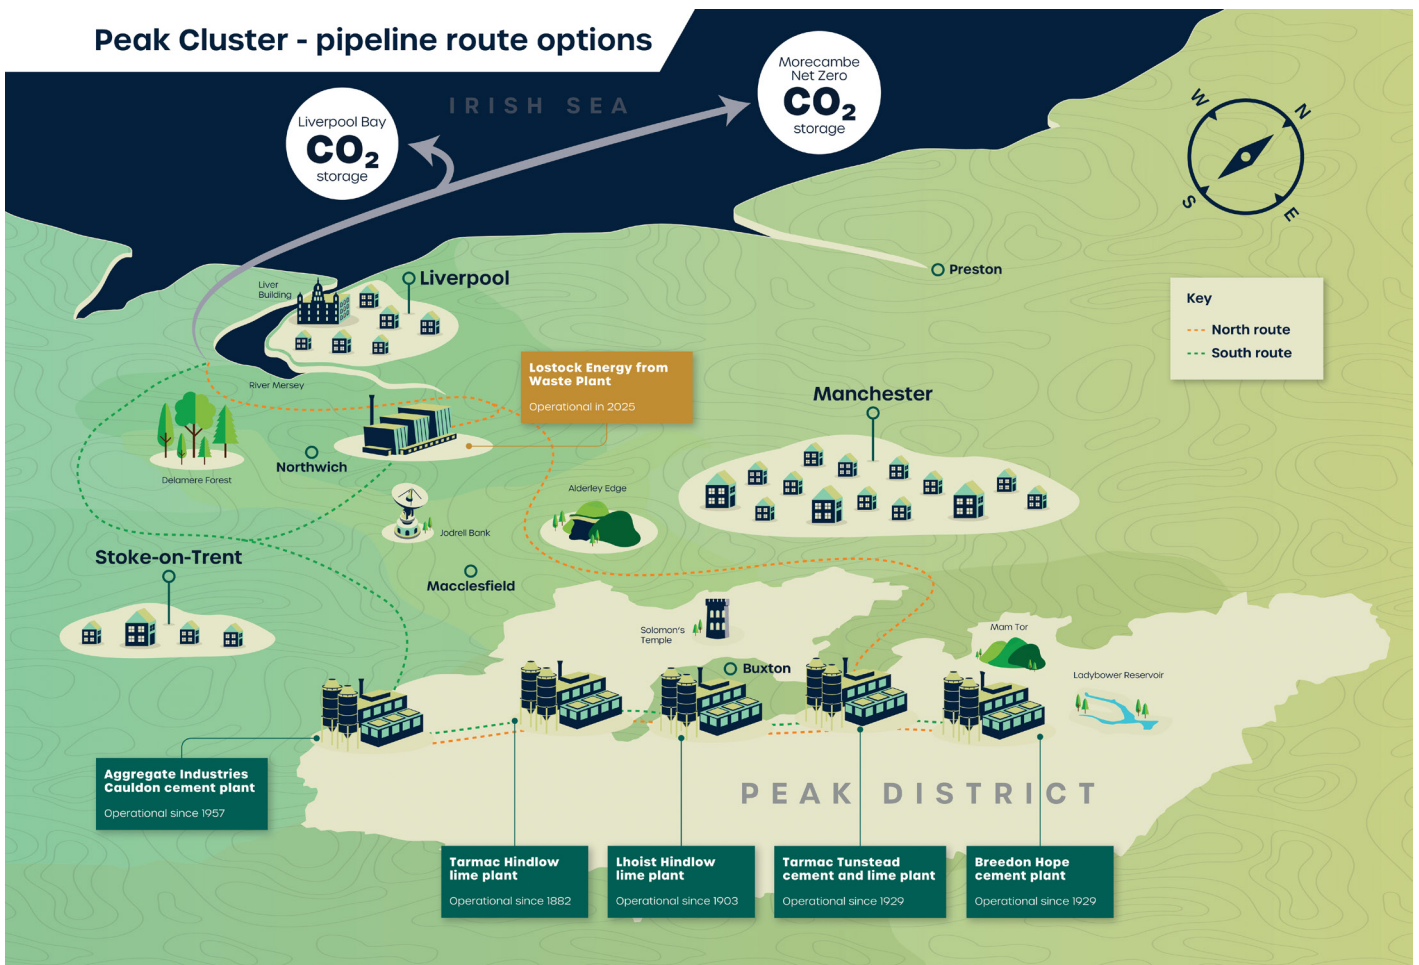 Peak Cluster - pipeline route options
IRISH SEA
Morecambe
Net Zero
CO₂
storage
Liverpool Bay
CO₂
storage
W
N
S
E
Liverpool
Preston
Liver
Building
Key
North route
South route
River Mersey
Lostock Energy from
Waste Plant
Operational in 2025
Manchester
Northwich
Delamere Forest
Alderley Edge
Jodrell Bank
Stoke-on-Trent
Macclesfield
Solomon's
Temple
Mam Tor
Buxton
Ladybower Reservoir
Aggregate Industries
Cauldon cement plant
Operational since 1957
PEAK DISTRICT
Tarmac Hindlow
lime plant
Operational since 1882
Lhoist Hindlow
lime plant
Operational since 1903
Tarmac Tunstead
cement and lime plant
Operational since 1929
Breedon Hope
cement plant
Operational since 1929